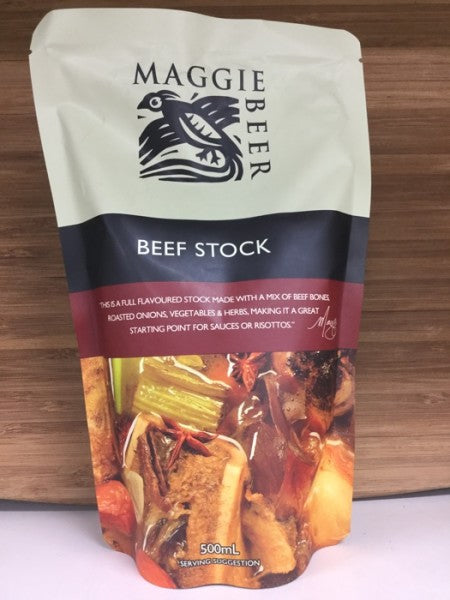 MAGGIE
BEER
BEEF STOCK
"THIS IS A FULL FLAVOURED STOCK MADE WITH A MIX OF BEEF BONES,
ROASTED ONIONS, VEGETABLES & HERBS, MAKING IT A GREAT
STARTING POINT FOR SAUCES OR RISOTTOS."
Maggie
500mL
SERVING SUGGESTION